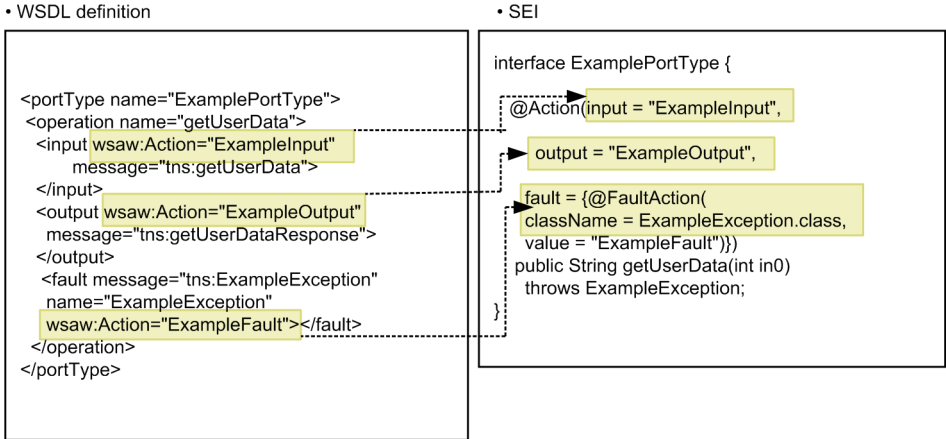 • WSDL definition
<portType name="ExamplePortType">
<operation name="getUserData">
<input wsaw:Action="ExampleInput"
message="tns:getUserData">
</input>
<output wsaw:Action="ExampleOutput"
message="tns:getUserDataResponse">
</output>
<fault message="tns:ExampleException"
name="ExampleException"
wsaw:Action="ExampleFault"></fault>
</operation>
</portType>
• SEI
interface ExamplePortType {
@Action(input = "ExampleInput",
output = "ExampleOutput",
fault = {@FaultAction(
className = ExampleException.class,
value = "ExampleFault")})
public String getUserData(int in0)
throws ExampleException;
}